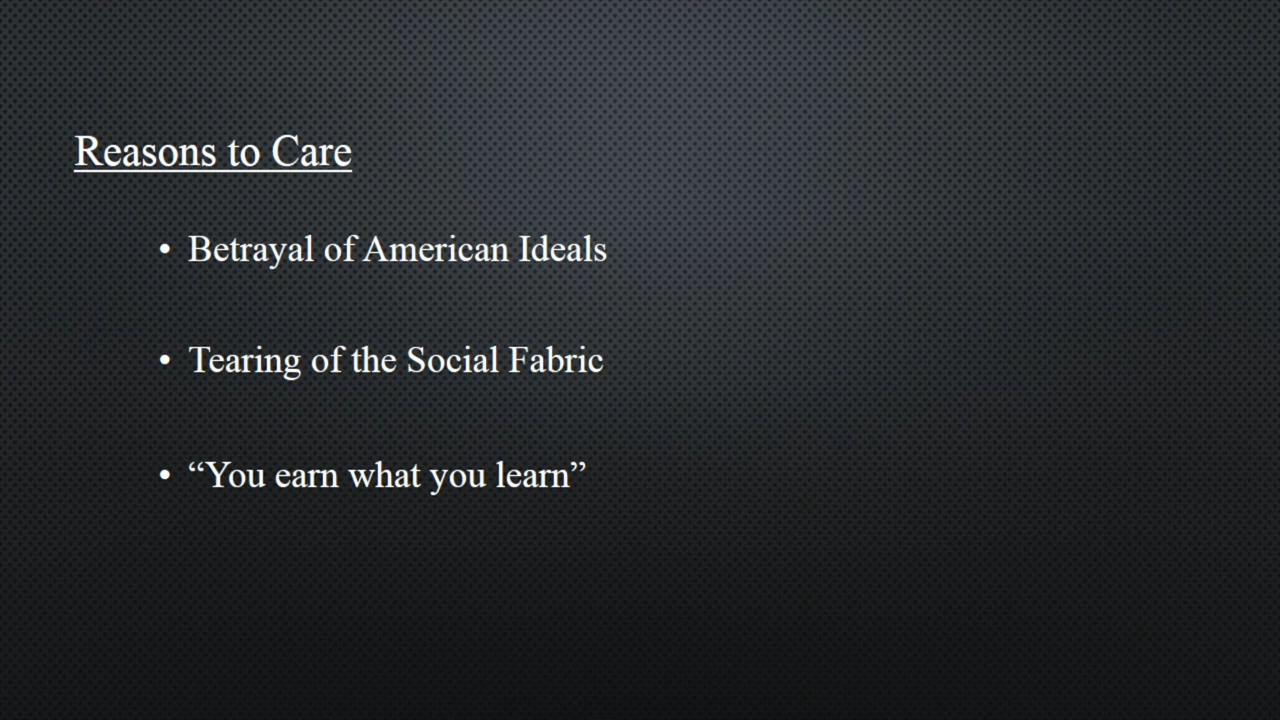 Reasons to Care
• Betrayal of American Ideals
• Tearing of the Social Fabric
• “You earn what you learn”